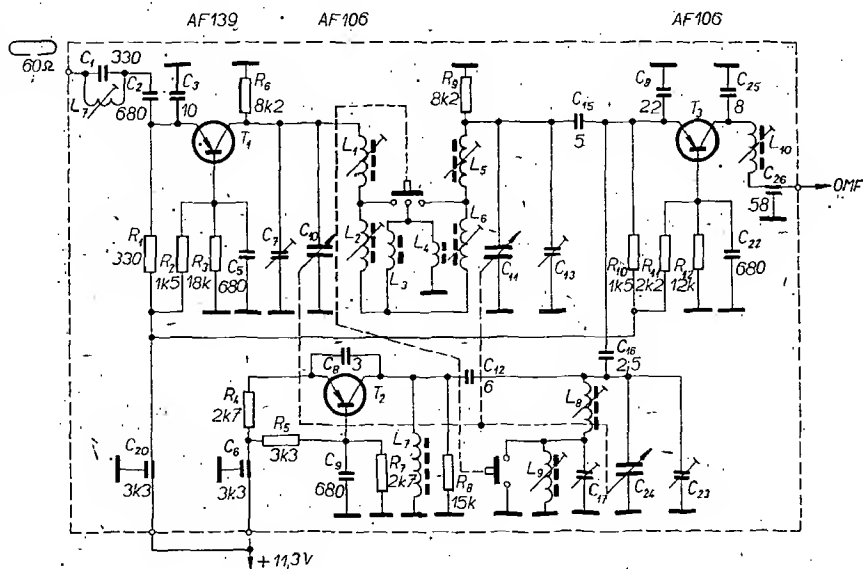 AF139 AF106 AF106
60Ω
C1 330
L7
C2
680
C3
10
R6
8k2
T1
R9
8k2
C15
5
C9
22
C25
8
T3
L10
C26
58
OMF
R1
330
R2
1k5
R3
18k
C5
680
C7
C10
L1
L2
L3
L4
L5
L6
C11
C13
R10
1k5
R11
2k2
R12
12k
C22
680
C16
2,5
C8
3
T2
C12
6
R4
2k7
R5
3k3
C20
3k3
C6
3k3
C9
680
R7
2k7
L7
R8
15k
L8
L9
C17
C24
C23
+11,3V